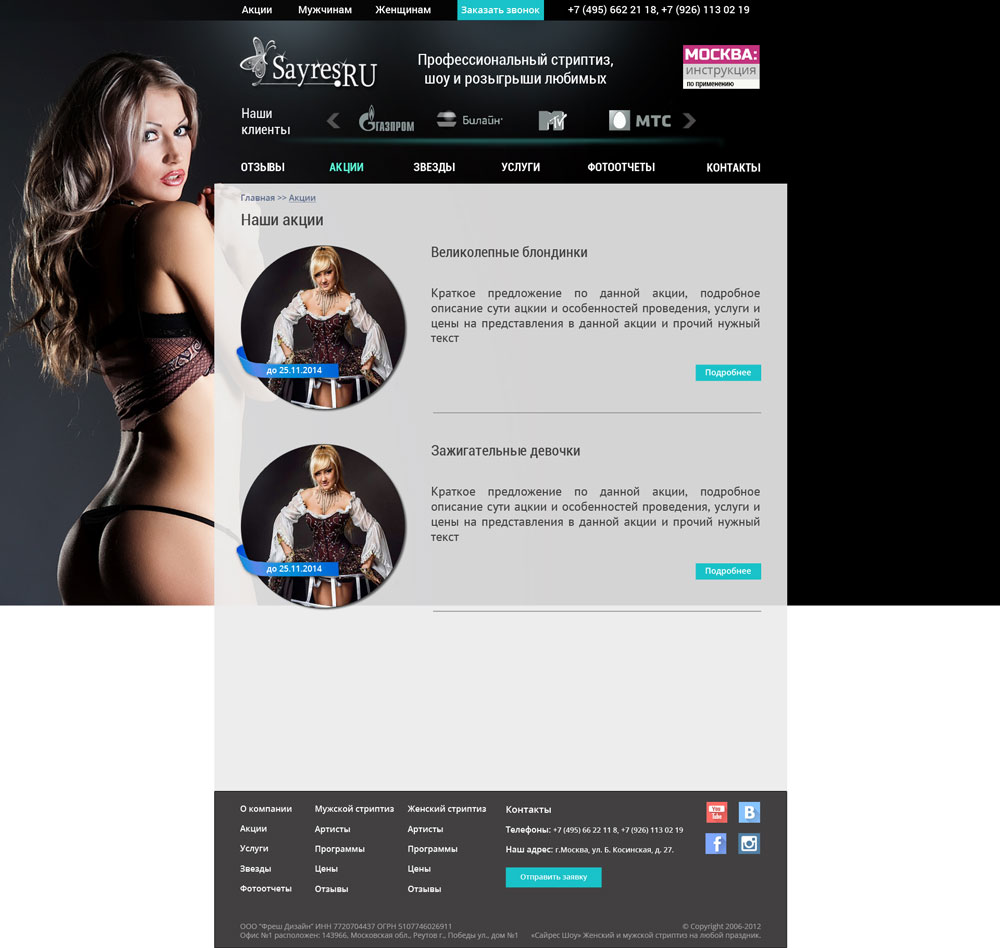 Акции Мужчинам Женщинам Заказать звонок +7 (495) 662 21 18, +7 (926) 113 02 19
Sayres.RU
Профессиональный стриптиз,
шоу и розыгрыши любимых
МОСКВА:
инструкция
по применению
Наши
клиенты
ГАЗПРОМ Билайн MTV МТС
ОТЗЫВЫ АКЦИИ ЗВЕЗДЫ УСЛУГИ ФОТООТЧЕТЫ КОНТАКТЫ
Главная >> Акции
Наши акции
Великолепные блондинки
Краткое предложение по данной акции, подробное
описание сути ацкии и особенностей проведения, услуги и
цены на представления в данной акции и прочий нужный
текст
до 25.11.2014
Подробнее
Зажигательные девочки
Краткое предложение по данной акции, подробное
описание сути ацкии и особенностей проведения, услуги и
цены на представления в данной акции и прочий нужный
текст
до 25.11.2014
Подробнее
О компании Мужской стриптиз Женский стриптиз Контакты
Акции Артисты Артисты Телефоны: +7 (495) 66 22 11 8, +7 (926) 113 02 19
Услуги Программы Программы Наш адрес: г.Москва, ул. Б. Косинская, д. 27.
Звезды Цены Цены Отправить заявку
Фотоотчеты Отзывы Отзывы
You Tube B f
ООО "Фреш Дизайн" ИНН 7720704437 ОГРН 5107746026911 © Copyright 2006-2012
Офис №1 расположен: 143966, Московская обл., Реутов г., Победы ул., дом №1 «Сайрес Шоу» Женский и мужской стриптиз на любой праздник.